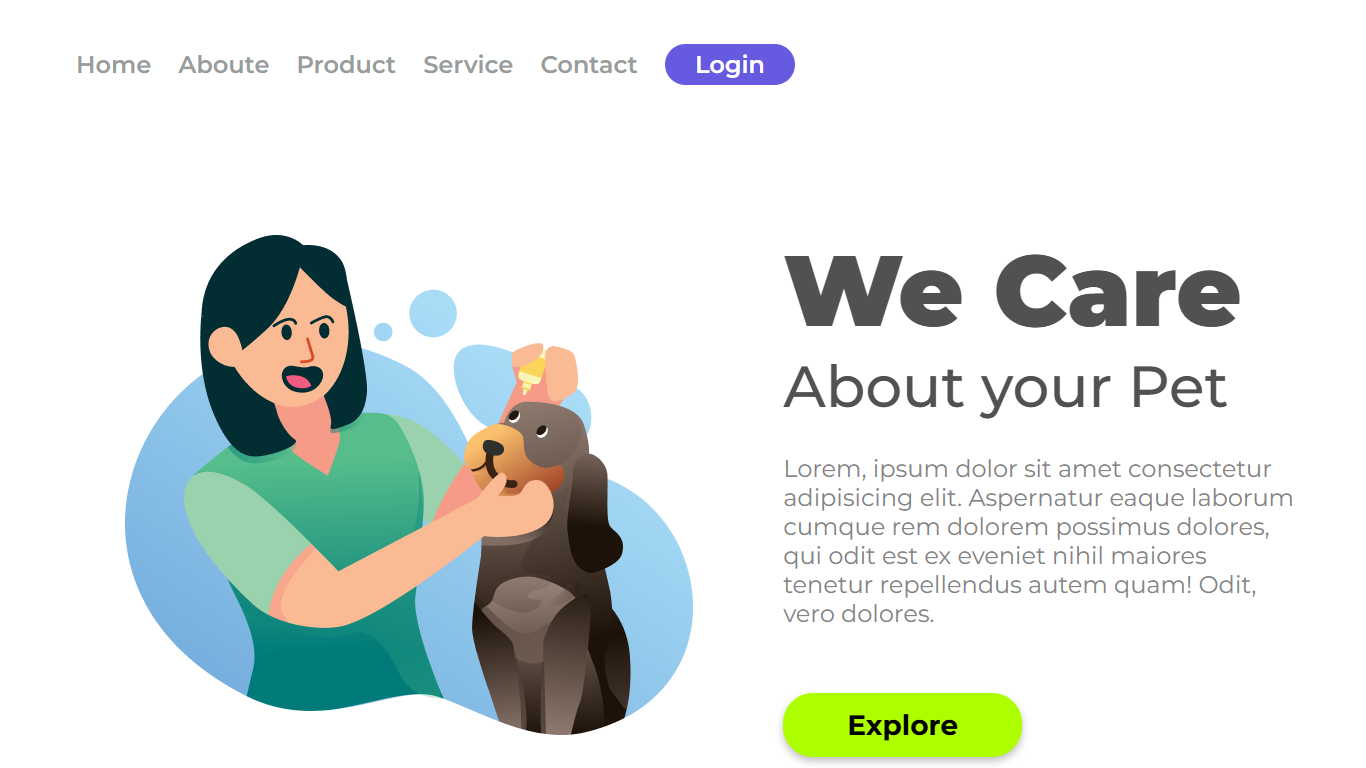 Home Aboute Product Service Contact Login
We Care
About your Pet
Lorem, ipsum dolor sit amet consectetur
adipisicing elit. Aspernatur eaque laborum
cumque rem dolorem possimus dolores,
qui odit est ex eveniet nihil maiores
tenetur repellendus autem quam! Odit,
vero dolores.
Explore